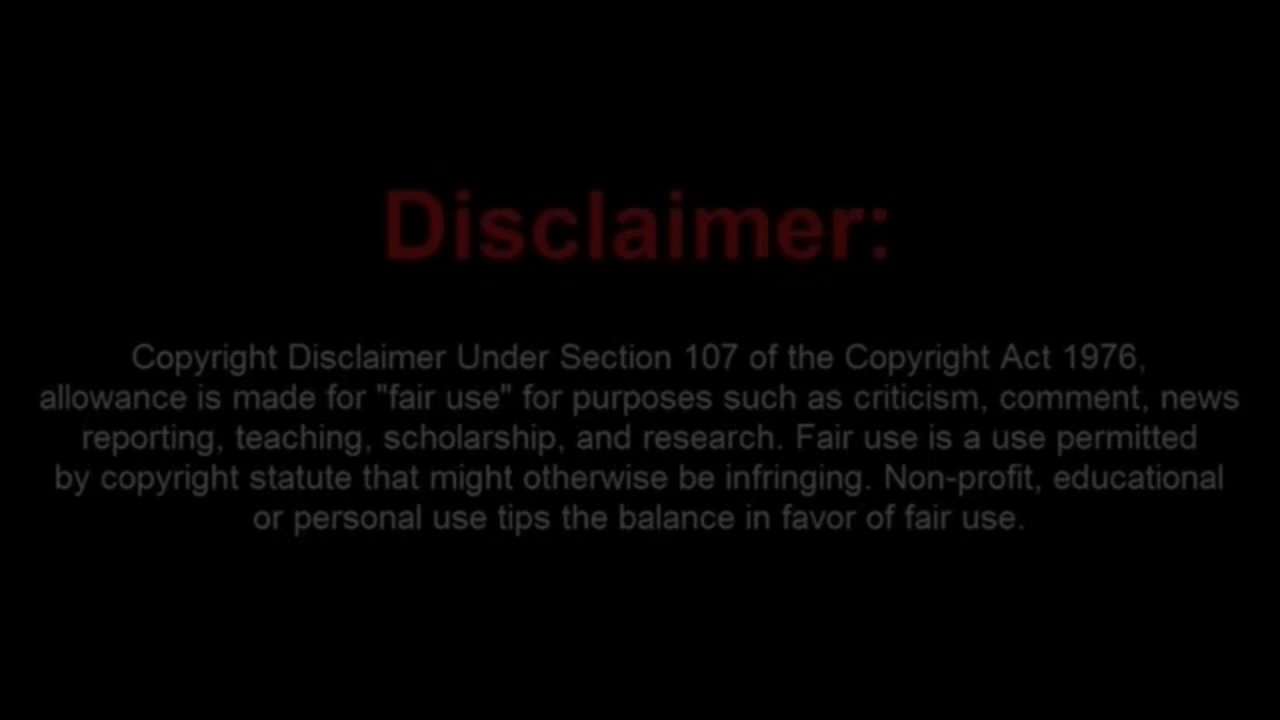 Disclaimer:
Copyright Disclaimer Under Section 107 of the Copyright Act 1976,
allowance is made for "fair use" for purposes such as criticism, comment, news
reporting, teaching, scholarship, and research. Fair use is a use permitted
by copyright statute that might otherwise be infringing. Non-profit, educational
or personal use tips the balance in favor of fair use.